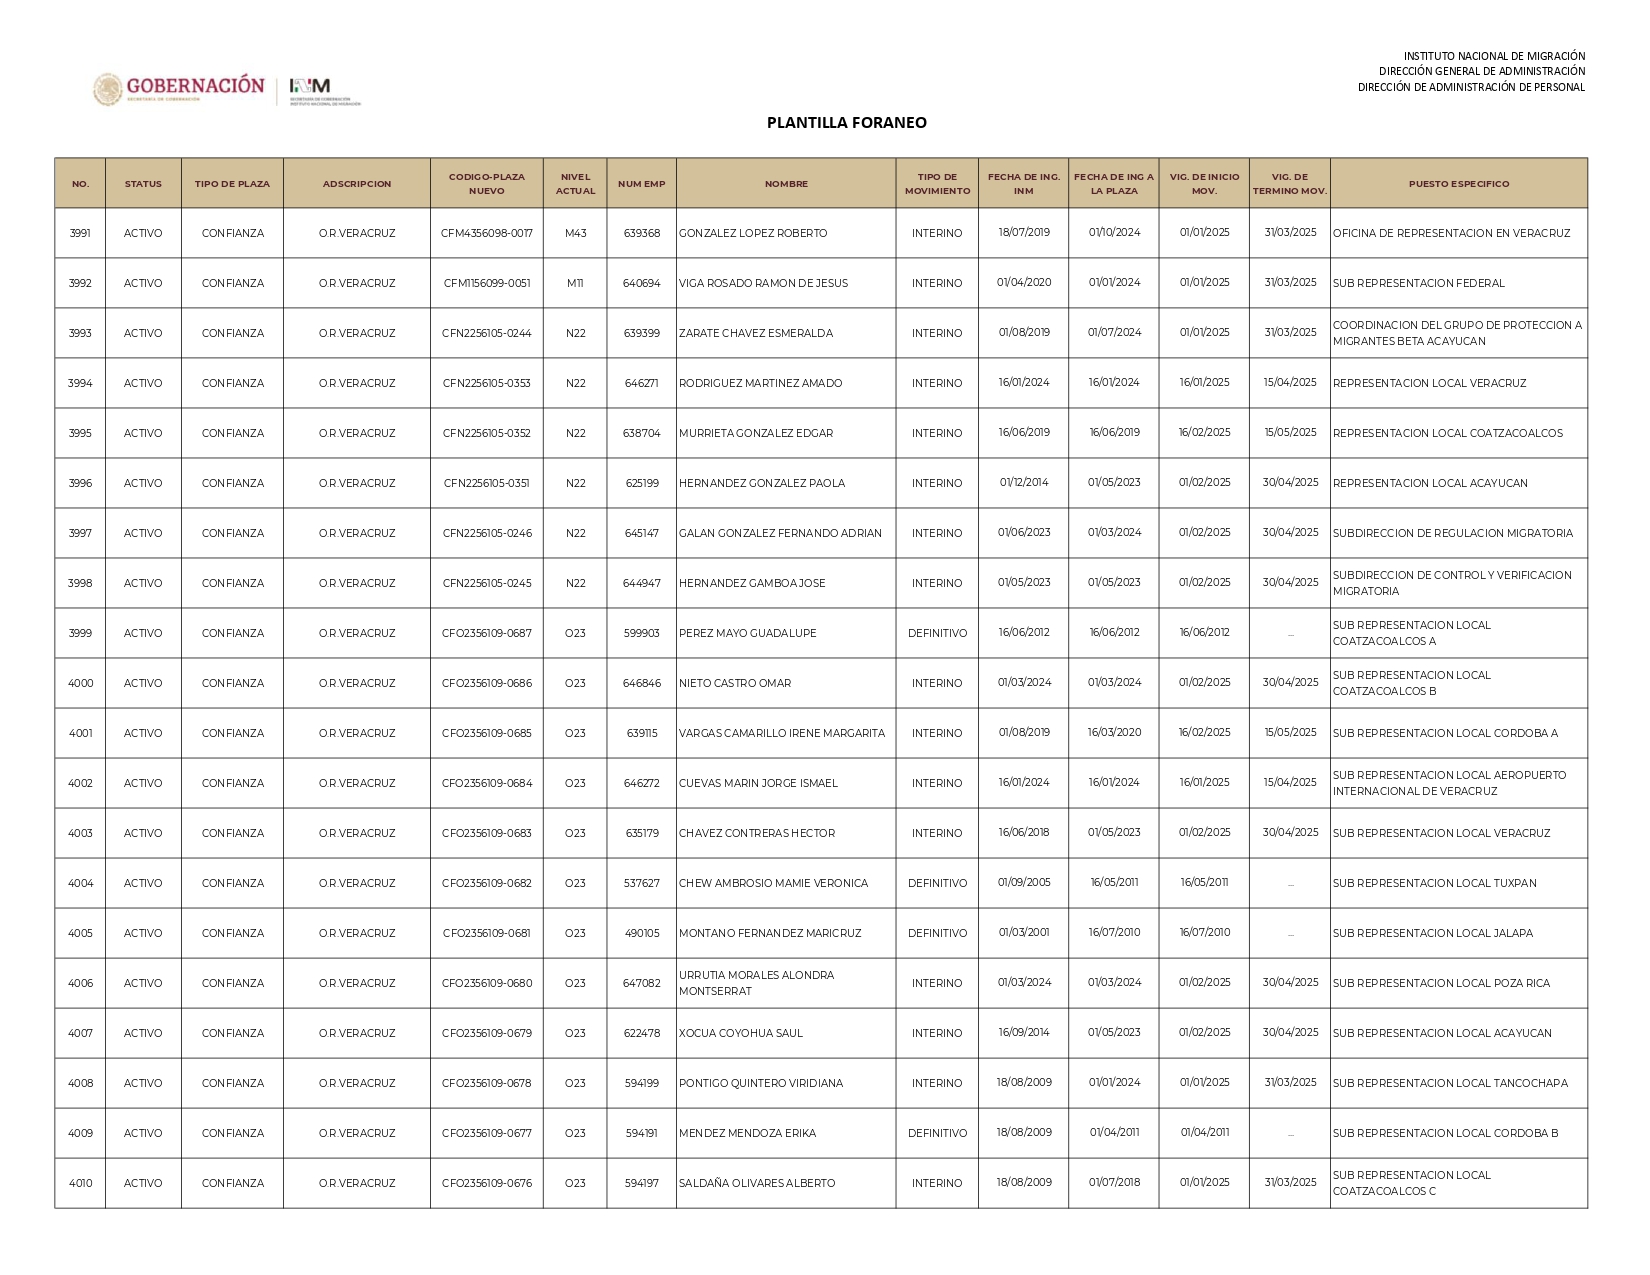 INSTITUTO NACIONAL DE MIGRACIÓN
DIRECCIÓN GENERAL DE ADMINISTRACIÓN
DIRECCIÓN DE ADMINISTRACIÓN DE PERSONAL
GOBERNACIÓN
SECRETARÍA DE GOBERNACIÓN
INM
SECRETARÍA DE GOBERNACIÓN
INSTITUTO NACIONAL DE MIGRACIÓN
PLANTILLA FORANEO
NO. STATUS TIPO DE PLAZA ADSCRIPCION CODIGO-PLAZA NUEVO NIVEL ACTUAL NUM EMP NOMBRE TIPO DE MOVIMIENTO FECHA DE ING. INM FECHA DE ING A LA PLAZA VIG. DE INICIO MOV. VIG. DE TERMINO MOV. PUESTO ESPECIFICO
3991 ACTIVO CONFIANZA O.R.VERACRUZ CFM4356098-0017 M43 639368 GONZALEZ LOPEZ ROBERTO INTERINO 18/07/2019 01/10/2024 01/01/2025 31/03/2025 OFICINA DE REPRESENTACION EN VERACRUZ
3992 ACTIVO CONFIANZA O.R.VERACRUZ CFM1156099-0051 M11 640694 VIGA ROSADO RAMON DE JESUS INTERINO 01/04/2020 01/01/2024 01/01/2025 31/03/2025 SUB REPRESENTACION FEDERAL
3993 ACTIVO CONFIANZA O.R.VERACRUZ CFN2256105-0244 N22 639399 ZARATE CHAVEZ ESMERALDA INTERINO 01/08/2019 01/07/2024 01/01/2025 31/03/2025 COORDINACION DEL GRUPO DE PROTECCION A MIGRANTES BETA ACAYUCAN
3994 ACTIVO CONFIANZA O.R.VERACRUZ CFN2256105-0353 N22 646271 RODRIGUEZ MARTINEZ AMADO INTERINO 16/01/2024 16/01/2024 16/01/2025 15/04/2025 REPRESENTACION LOCAL VERACRUZ
3995 ACTIVO CONFIANZA O.R.VERACRUZ CFN2256105-0352 N22 638704 MURRIETA GONZALEZ EDGAR INTERINO 16/06/2019 16/06/2019 16/02/2025 15/05/2025 REPRESENTACION LOCAL COATZACOALCOS
3996 ACTIVO CONFIANZA O.R.VERACRUZ CFN2256105-0351 N22 625199 HERNANDEZ GONZALEZ PAOLA INTERINO 01/12/2014 01/05/2023 01/02/2025 30/04/2025 REPRESENTACION LOCAL ACAYUCAN
3997 ACTIVO CONFIANZA O.R.VERACRUZ CFN2256105-0246 N22 645147 GALAN GONZALEZ FERNANDO ADRIAN INTERINO 01/06/2023 01/03/2024 01/02/2025 30/04/2025 SUBDIRECCION DE REGULACION MIGRATORIA
3998 ACTIVO CONFIANZA O.R.VERACRUZ CFN2256105-0245 N22 644947 HERNANDEZ GAMBOA JOSE INTERINO 01/05/2023 01/05/2023 01/02/2025 30/04/2025 SUBDIRECCION DE CONTROL Y VERIFICACION MIGRATORIA
3999 ACTIVO CONFIANZA O.R.VERACRUZ CFO2356109-0687 O23 599903 PEREZ MAYO GUADALUPE DEFINITIVO 16/06/2012 16/06/2012 16/06/2012 ... SUB REPRESENTACION LOCAL COATZACOALCOS A
4000 ACTIVO CONFIANZA O.R.VERACRUZ CFO2356109-0686 O23 646846 NIETO CASTRO OMAR INTERINO 01/03/2024 01/03/2024 01/02/2025 30/04/2025 SUB REPRESENTACION LOCAL COATZACOALCOS B
4001 ACTIVO CONFIANZA O.R.VERACRUZ CFO2356109-0685 O23 639115 VARGAS CAMARILLO IRENE MARGARITA INTERINO 01/08/2019 16/03/2020 16/02/2025 15/05/2025 SUB REPRESENTACION LOCAL CORDOBA A
4002 ACTIVO CONFIANZA O.R.VERACRUZ CFO2356109-0684 O23 646272 CUEVAS MARIN JORGE ISMAEL INTERINO 16/01/2024 16/01/2024 16/01/2025 15/04/2025 SUB REPRESENTACION LOCAL AEROPUERTO INTERNACIONAL DE VERACRUZ
4003 ACTIVO CONFIANZA O.R.VERACRUZ CFO2356109-0683 O23 635179 CHAVEZ CONTRERAS HECTOR INTERINO 16/06/2018 01/05/2023 01/02/2025 30/04/2025 SUB REPRESENTACION LOCAL VERACRUZ
4004 ACTIVO CONFIANZA O.R.VERACRUZ CFO2356109-0682 O23 537627 CHEW AMBROSIO MAMIE VERONICA DEFINITIVO 01/09/2005 16/05/2011 16/05/2011 ... SUB REPRESENTACION LOCAL TUXPAN
4005 ACTIVO CONFIANZA O.R.VERACRUZ CFO2356109-0681 O23 490105 MONTANO FERNANDEZ MARICRUZ DEFINITIVO 01/03/2001 16/07/2010 16/07/2010 ... SUB REPRESENTACION LOCAL JALAPA
4006 ACTIVO CONFIANZA O.R.VERACRUZ CFO2356109-0680 O23 647082 URRUTIA MORALES ALONDRA MONTSERRAT INTERINO 01/03/2024 01/03/2024 01/02/2025 30/04/2025 SUB REPRESENTACION LOCAL POZA RICA
4007 ACTIVO CONFIANZA O.R.VERACRUZ CFO2356109-0679 O23 622478 XOCUA COYOHUA SAUL INTERINO 16/09/2014 01/05/2023 01/02/2025 30/04/2025 SUB REPRESENTACION LOCAL ACAYUCAN
4008 ACTIVO CONFIANZA O.R.VERACRUZ CFO2356109-0678 O23 594199 PONTIGO QUINTERO VIRIDIANA INTERINO 18/08/2009 01/01/2024 01/01/2025 31/03/2025 SUB REPRESENTACION LOCAL TANCOCHAPA
4009 ACTIVO CONFIANZA O.R.VERACRUZ CFO2356109-0677 O23 594191 MENDEZ MENDOZA ERIKA DEFINITIVO 18/08/2009 01/04/2011 01/04/2011 ... SUB REPRESENTACION LOCAL CORDOBA B
4010 ACTIVO CONFIANZA O.R.VERACRUZ CFO2356109-0676 O23 594197 SALDAÑA OLIVARES ALBERTO INTERINO 18/08/2009 01/07/2018 01/01/2025 31/03/2025 SUB REPRESENTACION LOCAL COATZACOALCOS C